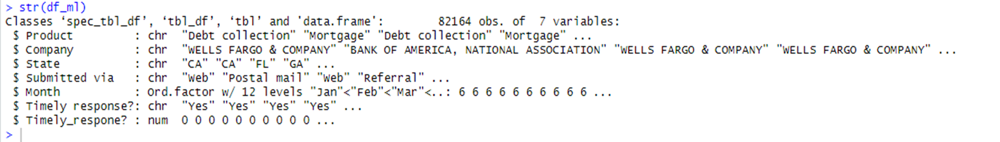 > str(df_ml)
Classes ‘spec_tbl_df’, ‘tbl_df’, ‘tbl’ and 'data.frame':	82164 obs. of  7 variables:
 $ Product         : chr  "Debt collection" "Mortgage" "Debt collection" "Mortgage" ...
 $ Company         : chr  "WELLS FARGO & COMPANY" "BANK OF AMERICA, NATIONAL ASSOCIATION" "WELLS FARGO & COMPANY" "WELLS FARGO & COMPANY" ...
 $ State           : chr  "CA" "CA" "FL" "GA" ...
 $ Submitted via   : chr  "Web" "Postal mail" "Web" "Referral" ...
 $ Month           : Ord.factor w/ 12 levels "Jan"<"Feb"<"Mar"<..: 6 6 6 6 6 6 6 6 6 6 ...
 $ Timely response?: chr  "Yes" "Yes" "Yes" "Yes" ...
 $ Timely_respone? : num  0 0 0 0 0 0 0 0 0 0 ...
>